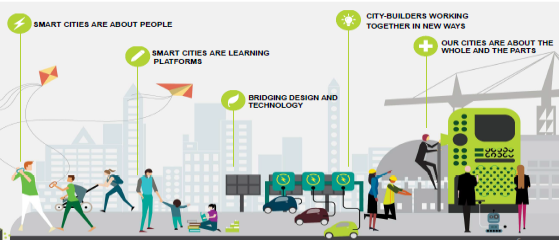 SMART CITIES ARE ABOUT PEOPLE
SMART CITIES ARE LEARNING
PLATFORMS
BRIDGING DESIGN AND
TECHNOLOGY
CITY-BUILDERS WORKING
TOGETHER IN NEW WAYS
OUR CITIES ARE ABOUT THE
WHOLE AND THE PARTS